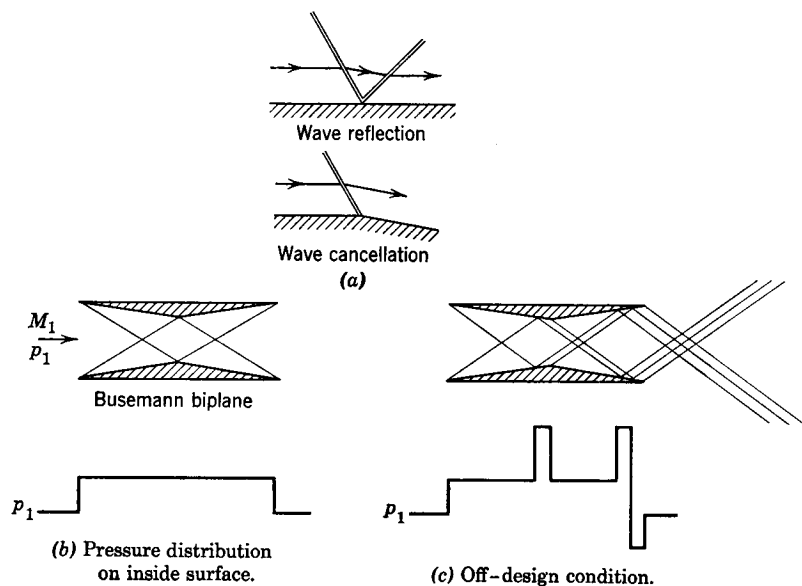 Wave reflection
Wave cancellation
(a)
M₁
p₁
Busemann biplane
p₁
(b) Pressure distribution
on inside surface.
p₁
(c) Off-design condition.